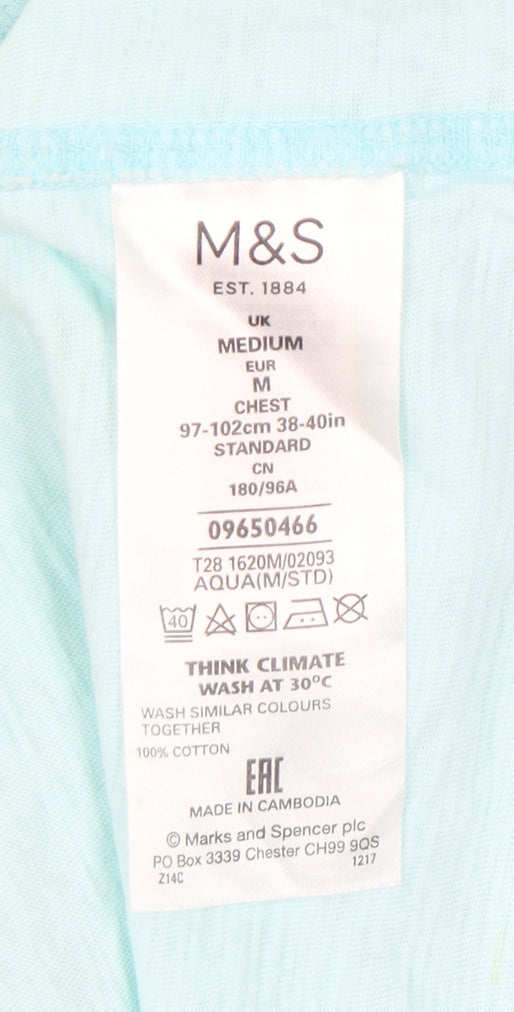 M&S
EST. 1884
UK
MEDIUM
EUR
M
CHEST
97-102cm 38-40in
STANDARD
CN
180/96A
09650466
T28 1620M/02093
AQUA(M/STD)
40
THINK CLIMATE
WASH AT 30ºC
WASH SIMILAR COLOURS
TOGETHER
100% COTTON
EAC
MADE IN CAMBODIA
© Marks and Spencer plc
PO Box 3339 Chester CH99 9QS
Z14C 1217